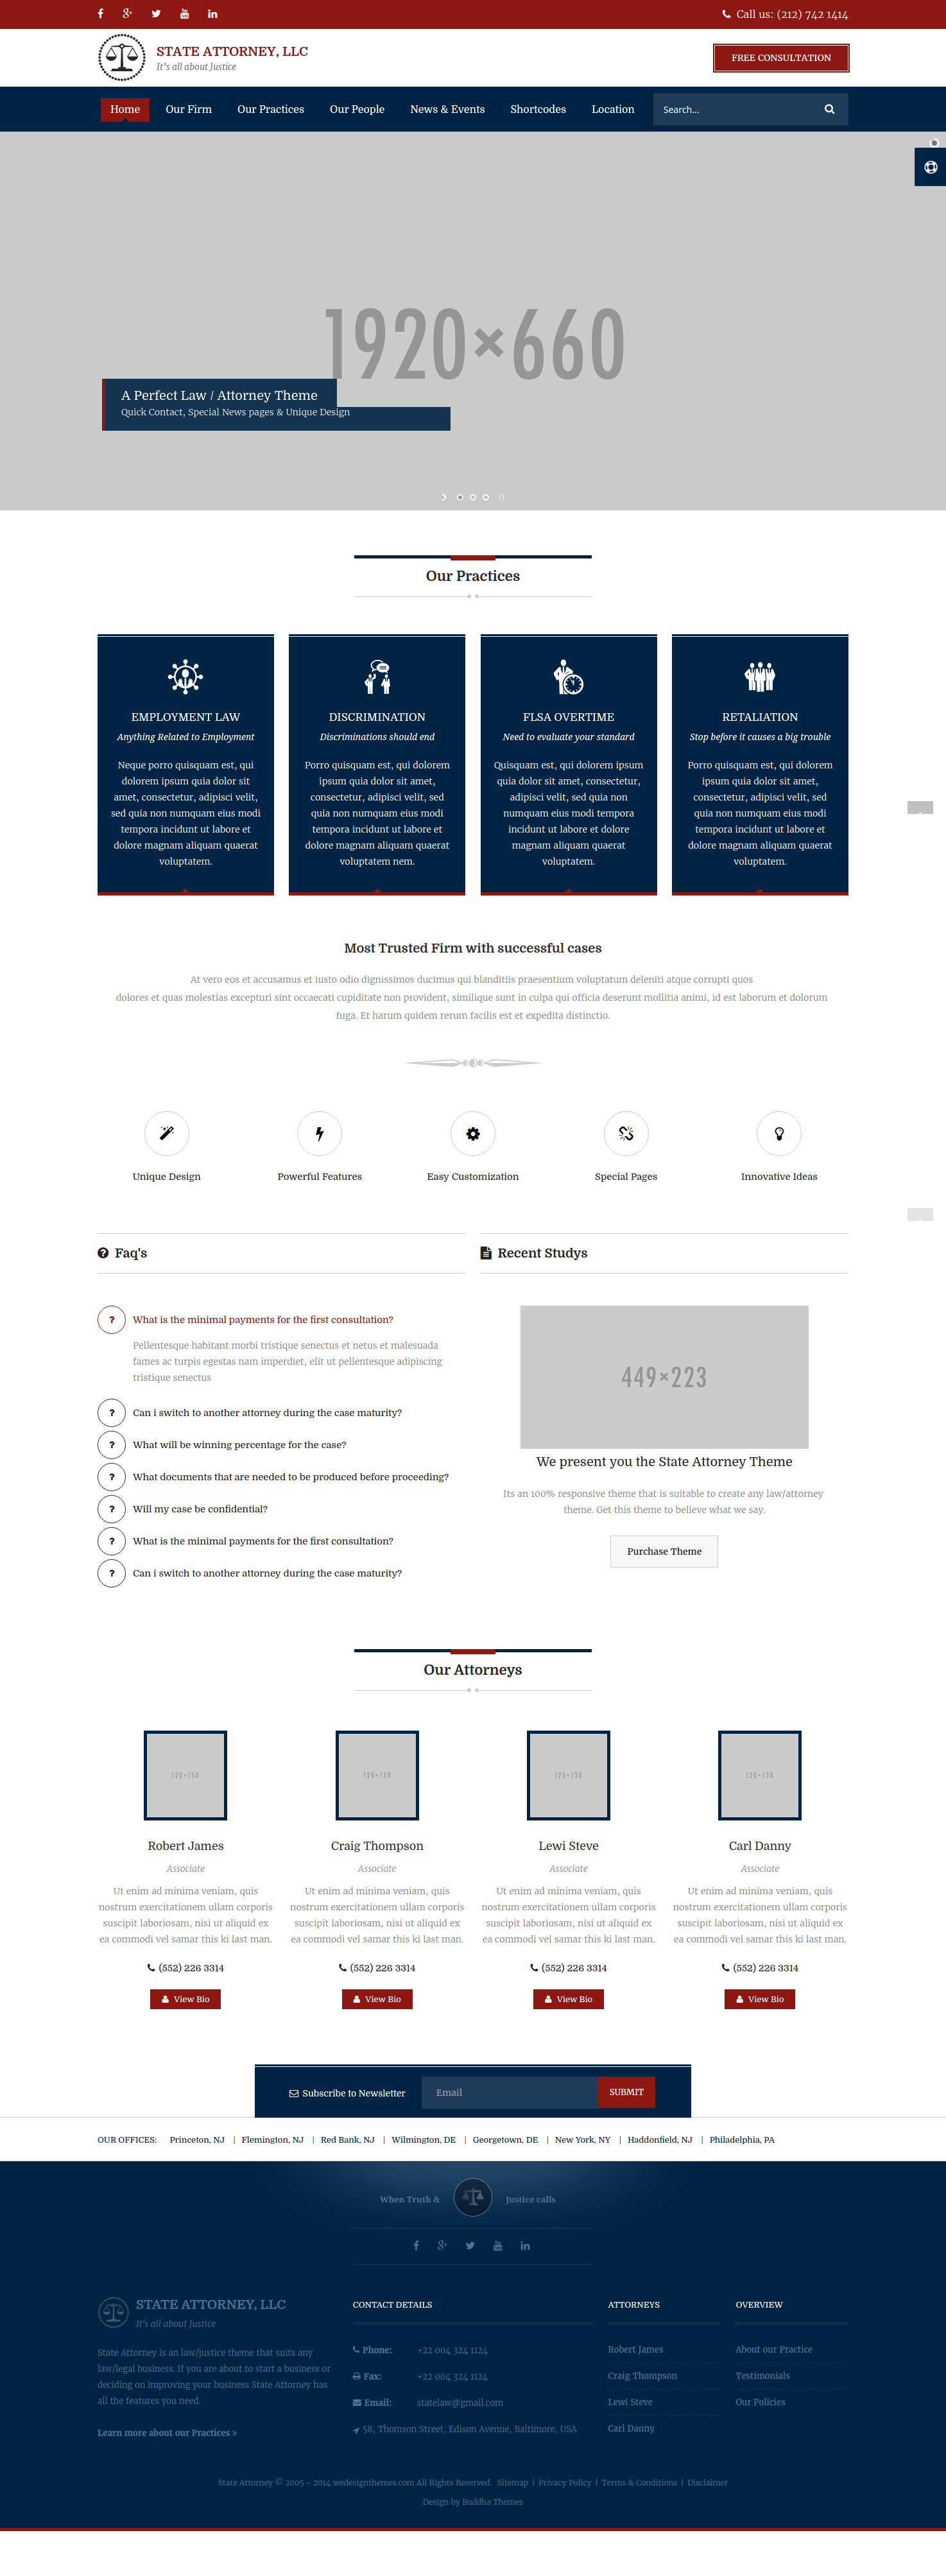 Call us: (212) 742 1414
STATE ATTORNEY, LLC
It's all about Justice
FREE CONSULTATION
Home Our Firm Our Practices Our People News & Events Shortcodes Location Search...
1920×660
A Perfect Law / Attorney Theme
Quick Contact, Special News pages & Unique Design
Our Practices
EMPLOYMENT LAW
Anything Related to Employment
Neque porro quisquam est, qui
dolorem ipsum quia dolor sit
amet, consectetur, adipisci velit,
sed quia non numquam eius modi
tempora incidunt ut labore et
dolore magnam aliquam quaerat
voluptatem.
DISCRIMINATION
Discriminations should end
Porro quisquam est, qui dolorem
ipsum quia dolor sit amet,
consectetur, adipisci velit, sed
quia non numquam eius modi
tempora incidunt ut labore et
dolore magnam aliquam quaerat
voluptatem nem.
FLSA OVERTIME
Need to evaluate your standard
Quisquam est, qui dolorem ipsum
quia dolor sit amet, consectetur,
adipisci velit, sed quia non
numquam eius modi tempora
incidunt ut labore et dolore
magnam aliquam quaerat
voluptatem.
RETALIATION
Stop before it causes a big trouble
Porro quisquam est, qui dolorem
ipsum quia dolor sit amet,
consectetur, adipisci velit, sed
quia non numquam eius modi
tempora incidunt ut labore et
dolore magnam aliquam quaerat
voluptatem.
Most Trusted Firm with successful cases
At vero eos et accusamus et iusto odio dignissimos ducimus qui blanditiis praesentium voluptatum deleniti atque corrupti quos
dolores et quas molestias excepturi sint occaecati cupiditate non provident, similique sunt in culpa qui officia deserunt mollitia animi, id est laborum et dolorum
fuga. Et harum quidem rerum facilis est et expedita distinctio.
Unique Design
Powerful Features
Easy Customization
Special Pages
Innovative Ideas
Faq's
? What is the minimal payments for the first consultation?
Pellentesque habitant morbi tristique senectus et netus et malesuada
fames ac turpis egestas nam imperdiet, elit ut pellentesque adipiscing
tristique senectus
? Can i switch to another attorney during the case maturity?
? What will be winning percentage for the case?
? What documents that are needed to be produced before proceeding?
? Will my case be confidential?
? What is the minimal payments for the first consultation?
? Can i switch to another attorney during the case maturity?
Recent Studys
449×223
We present you the State Attorney Theme
Its an 100% responsive theme that is suitable to create any law/attorney
theme. Get this theme to believe what we say.
Purchase Theme
Our Attorneys
120×130
Robert James
Associate
Ut enim ad minima veniam, quis
nostrum exercitationem ullam corporis
suscipit laboriosam, nisi ut aliquid ex
ea commodi vel samar this ki last man.
(552) 226 3314
View Bio
120×130
Craig Thompson
Associate
Ut enim ad minima veniam, quis
nostrum exercitationem ullam corporis
suscipit laboriosam, nisi ut aliquid ex
ea commodi vel samar this ki last man.
(552) 226 3314
View Bio
120×130
Lewi Steve
Associate
Ut enim ad minima veniam, quis
nostrum exercitationem ullam corporis
suscipit laboriosam, nisi ut aliquid ex
ea commodi vel samar this ki last man.
(552) 226 3314
View Bio
120×130
Carl Danny
Associate
Ut enim ad minima veniam, quis
nostrum exercitationem ullam corporis
suscipit laboriosam, nisi ut aliquid ex
ea commodi vel samar this ki last man.
(552) 226 3314
View Bio
Subscribe to Newsletter Email SUBMIT
OUR OFFICES: Princeton, NJ | Flemington, NJ | Red Bank, NJ | Wilmington, DE | Georgetown, DE | New York, NY | Haddonfield, NJ | Philadelphia, PA
When Truth & Justice calls
STATE ATTORNEY, LLC
It's all about Justice
State Attorney is an law/justice theme that suits any
law/legal business. If you are about to start a business or
deciding on improving your business State Attorney has
all the features you need.
Learn more about our Practices »
CONTACT DETAILS
Phone: +22 004 324 1124
Fax: +22 004 324 1124
Email: statelaw@gmail.com
58, Thomson Street, Edison Avenue, Baltimore, USA
ATTORNEYS
Robert James
Craig Thompson
Lewi Steve
Carl Danny
OVERVIEW
About our Practice
Testimonials
Our Policies
State Attorney © 2005 - 2014 wedesignthemes.com All Rights Reserved. Sitemap | Privacy Policy | Terms & Conditions | Disclaimer
Design by Buddha Themes